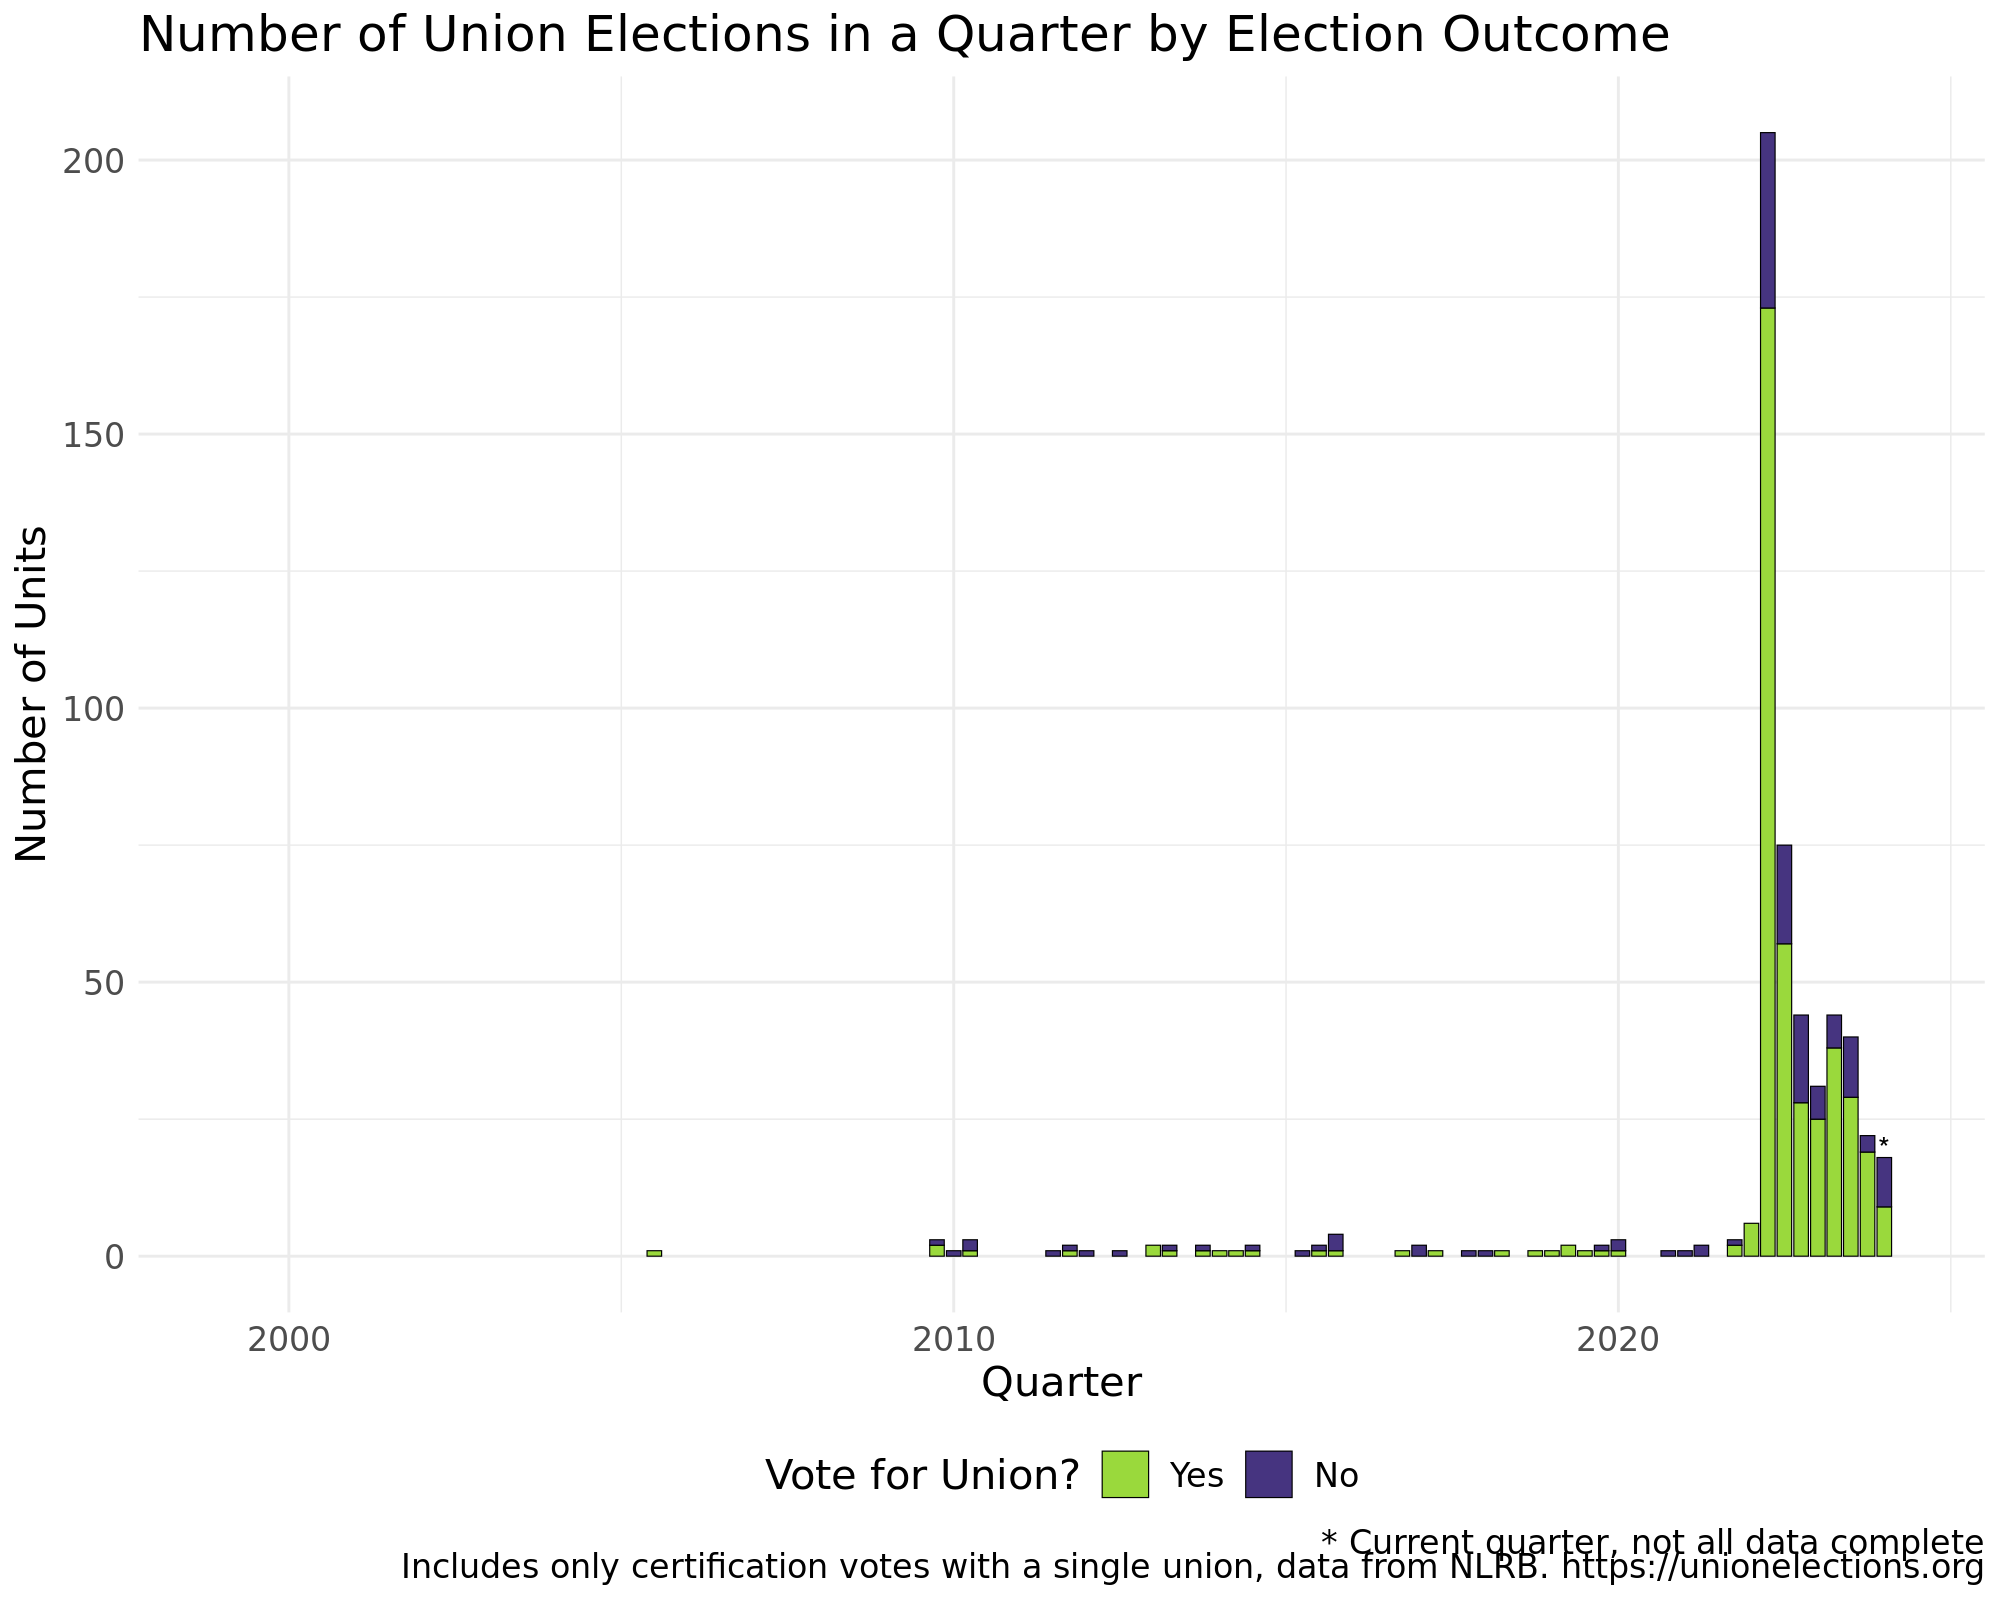 Number of Union Elections in a Quarter by Election Outcome
Number of Units
200
150
100
50
0
*
2000
2010
2020
Quarter
Vote for Union?
Yes
No
* Current quarter, not all data complete
Includes only certification votes with a single union, data from NLRB. https://unionelections.org